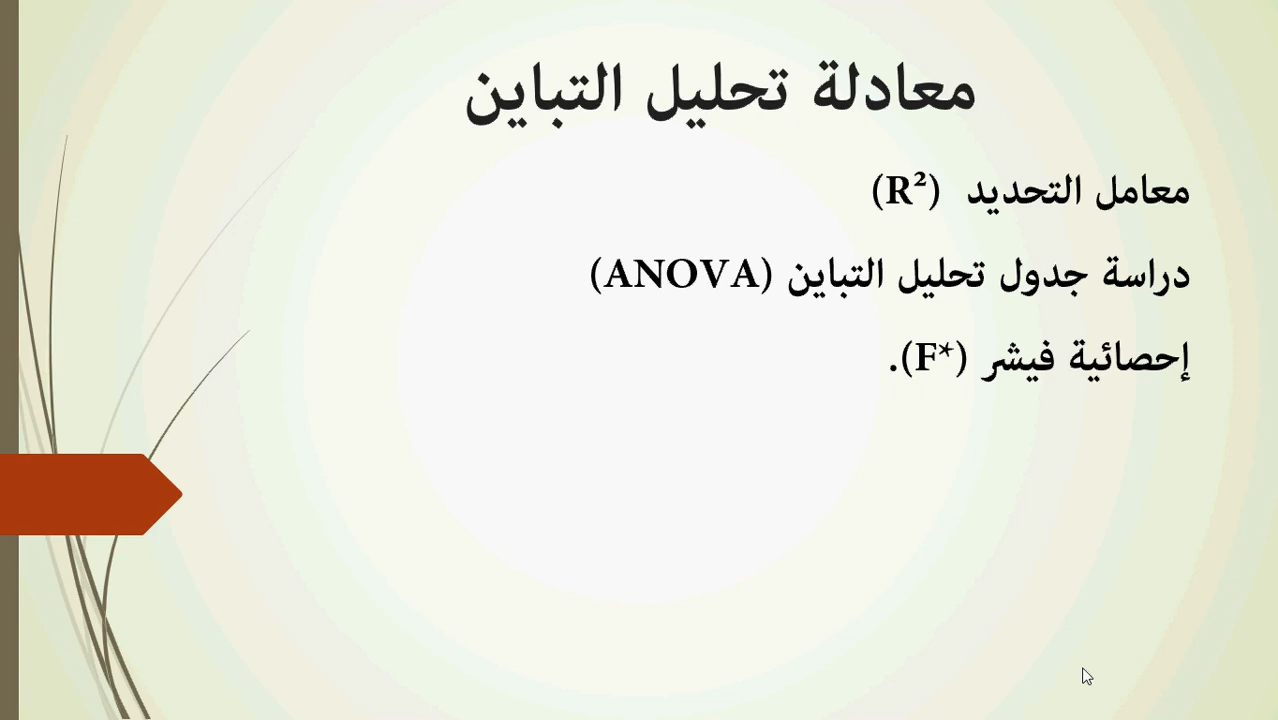 معادلة تحليل التباين
معامل التحديد (R²)
دراسة جدول تحليل التباين (ANOVA)
إحصائية فيشر (F*).